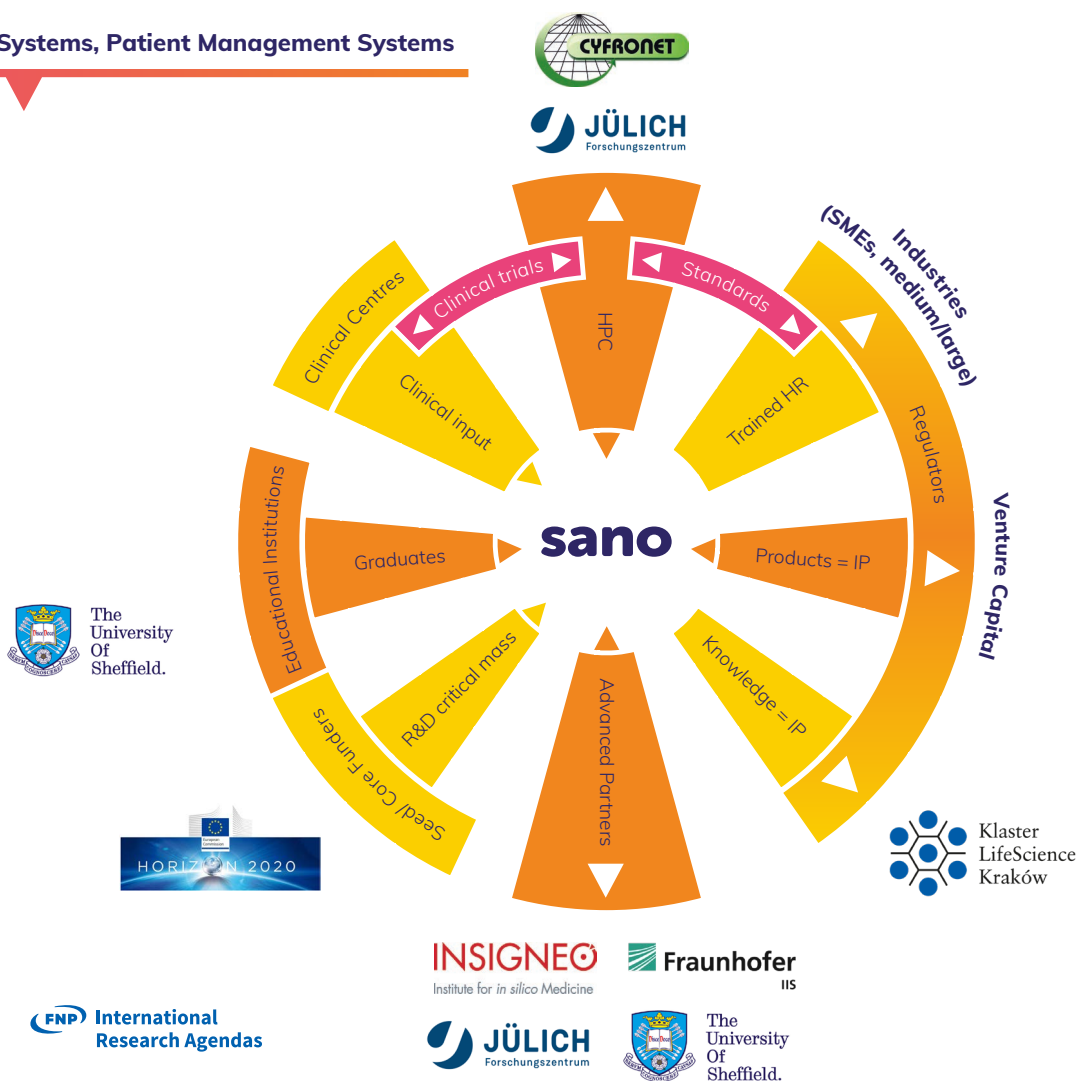 Systems, Patient Management Systems
CYFRONET
JÜLICH
Forschungszentrum
Industries
(SMEs, medium/large)
Clinical trials
Standards
Clinical Centres
HPC
Clinical input
Trained HR
Regulators
Educational Institutions
Graduates
sano
Products = IP
Venture Capital
The
University
Of
Sheffield.
R&D critical mass
Knowledge = IP
Advanced Partners
Seed/ Core Funders
European
Commission
HORIZON 2020
Klaster
LifeScience
Kraków
INSIGNEO
Institute for in silico Medicine
Fraunhofer
IIS
FNP International
Research Agendas
JÜLICH
Forschungszentrum
The
University
Of
Sheffield.